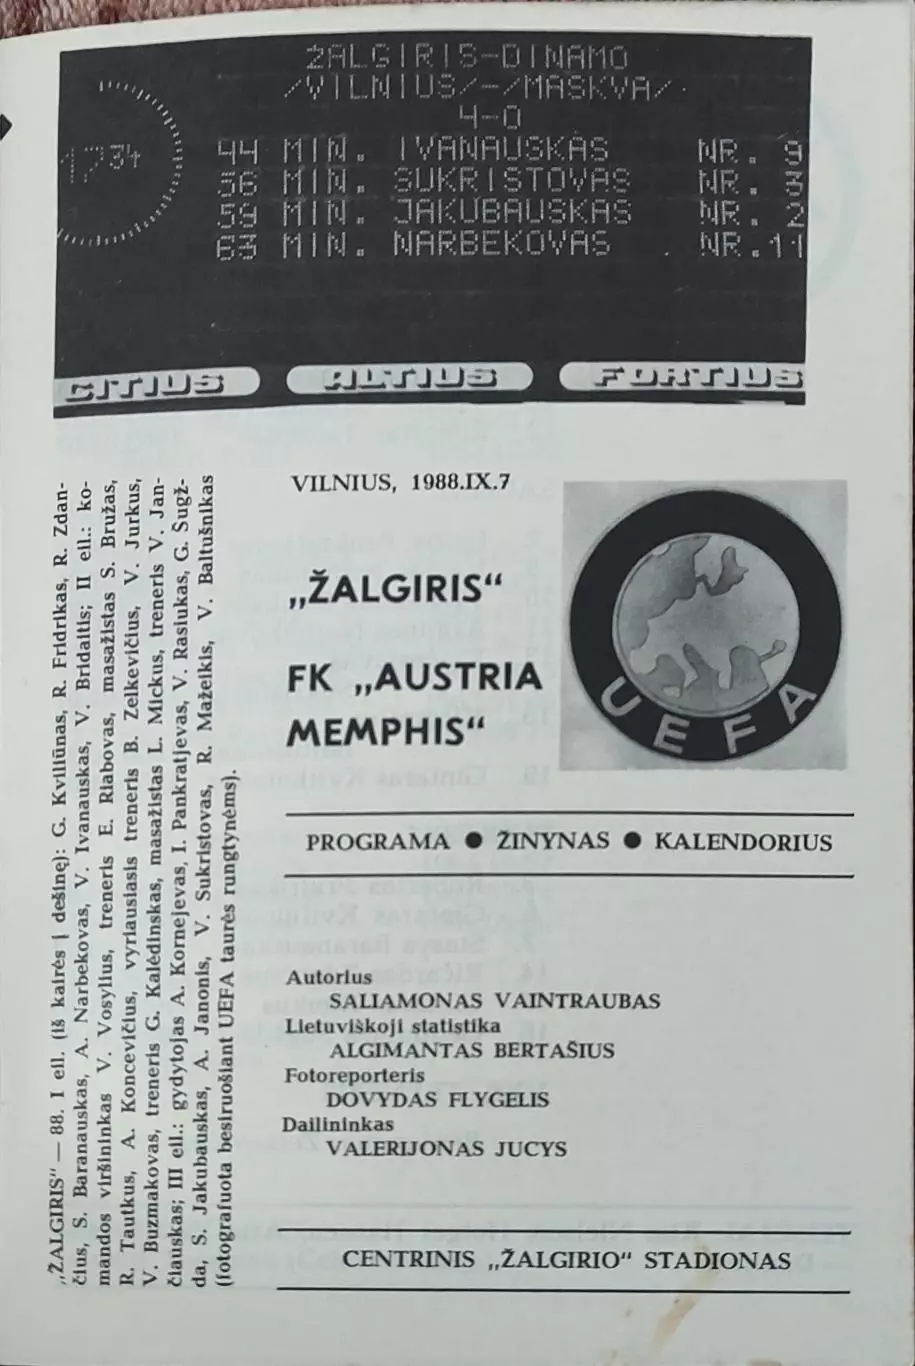 ŽALGIRIS-DINAMO
/VILNIUS/-/MASKVA/
4-0
1734
44 MIN. IVANAUSKAS NR. 9
56 MIN. SUKRISTOVAS NR. 3
59 MIN. JAKUBAUSKAS NR. 2
63 MIN. NARBEKOVAS NR.11
CITIUS ALTIUS FORTIUS
„ŽALGIRIS“ — 88. I eil. (iš kairės į dešinę): G. Kviliūnas, R. Fridrikas, R. Zdan-
čius, S. Baranauskas, A. Narbekovas, V. Ivanauskas, V. Bridaitis; II eil.: ko-
mandos viršininkas V. Vosylius, treneris E. Riabovas, masažistas S. Bružas,
R. Tautkus, A. Koncevičius, vyriausiasis treneris B. Zelkevičius, V. Jurkus,
V. Buzmakovas, treneris G. Kalėdinskas, masažistas L. Mickus, treneris V. Jan-
čiauskas; III eil.: gydytojas A. Kornejevas, I. Pankratjevas, V. Rasiukas, G. Sugž-
da, S. Jakubauskas, A. Janonis, V. Sukristovas, R. Mažeikis, V. Baltušnikas
(fotografuota besiruošiant UEFA taurės rungtynėms).
VILNIUS, 1988.IX.7
„ŽALGIRIS“
FK „AUSTRIA
MEMPHIS“
UEFA
PROGRAMA ● ŽINYNAS ● KALENDORIUS
Autorius
SALIAMONAS VAINTRAUBAS
Lietuviškoji statistika
ALGIMANTAS BERTAŠIUS
Fotoreporteris
DOVYDAS FLYGELIS
Dailininkas
VALERIJONAS JUCYS
CENTRINIS „ŽALGIRIO“ STADIONAS